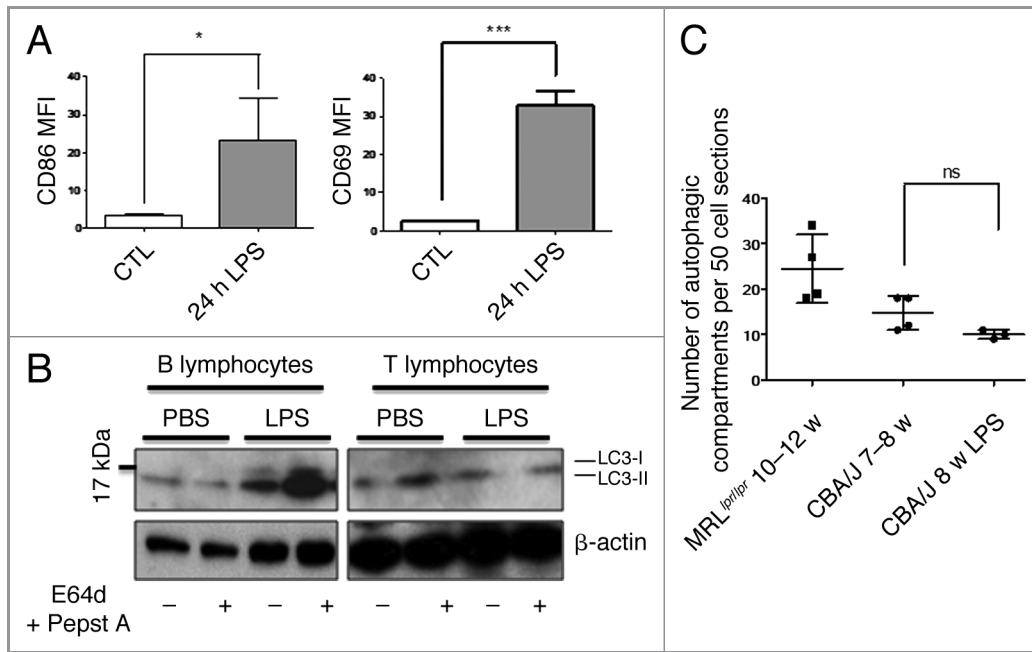 A
*
CD86 MFI
40
30
20
10
0
CTL
24 h LPS
***
CD69 MFI
40
30
20
10
0
CTL
24 h LPS
B
B lymphocytes
T lymphocytes
PBS
LPS
PBS
LPS
17 kDa
LC3-I
LC3-II
β-actin
E64d
+ Pepst A
– + – + – + – +
C
Number of autophagic
compartments per 50 cell sections
ns
40
30
20
10
0
MRL lpr/lpr 10–12 w
CBA/J 7–8 w
CBA/J 8 w LPS